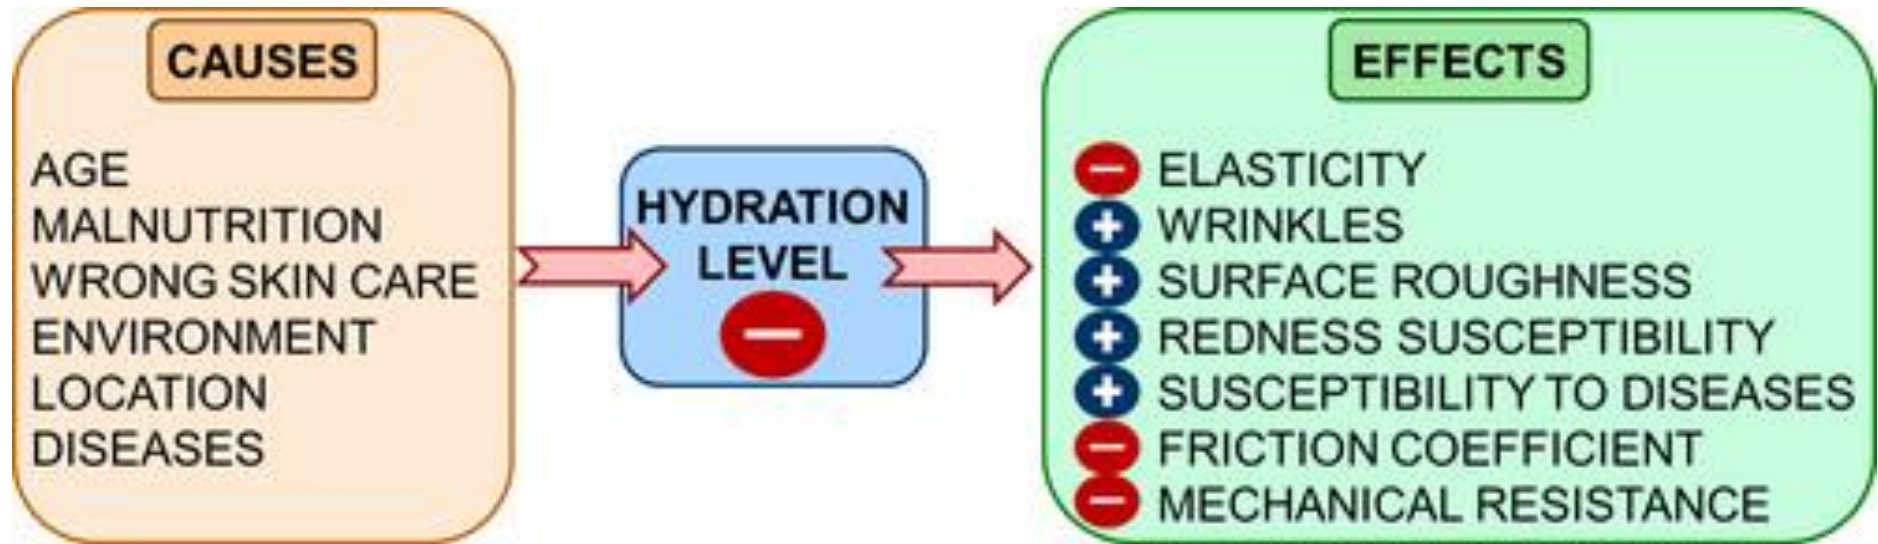 CAUSES
AGE
MALNUTRITION
WRONG SKIN CARE
ENVIRONMENT
LOCATION
DISEASES
HYDRATION
LEVEL
−
EFFECTS
− ELASTICITY
+ WRINKLES
+ SURFACE ROUGHNESS
+ REDNESS SUSCEPTIBILITY
+ SUSCEPTIBILITY TO DISEASES
− FRICTION COEFFICIENT
− MECHANICAL RESISTANCE